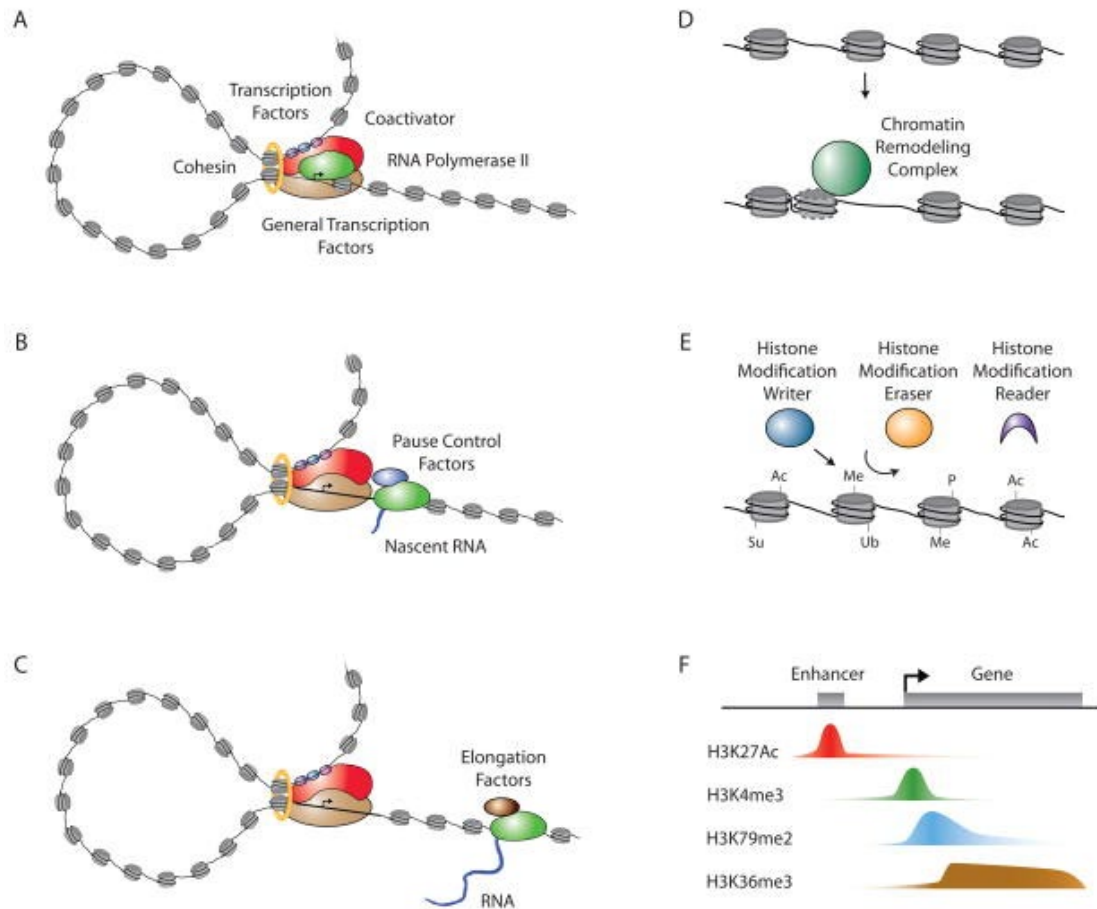 A
Transcription
Factors
Coactivator
Cohesin
RNA Polymerase II
General Transcription
Factors
B
Pause Control
Factors
Nascent RNA
C
Elongation
Factors
RNA
D
Chromatin
Remodeling
Complex
E
Histone
Modification
Writer
Histone
Modification
Eraser
Histone
Modification
Reader
Ac
Me
P
Ac
Su
Ub
Me
Ac
F
Enhancer
Gene
H3K27Ac
H3K4me3
H3K79me2
H3K36me3